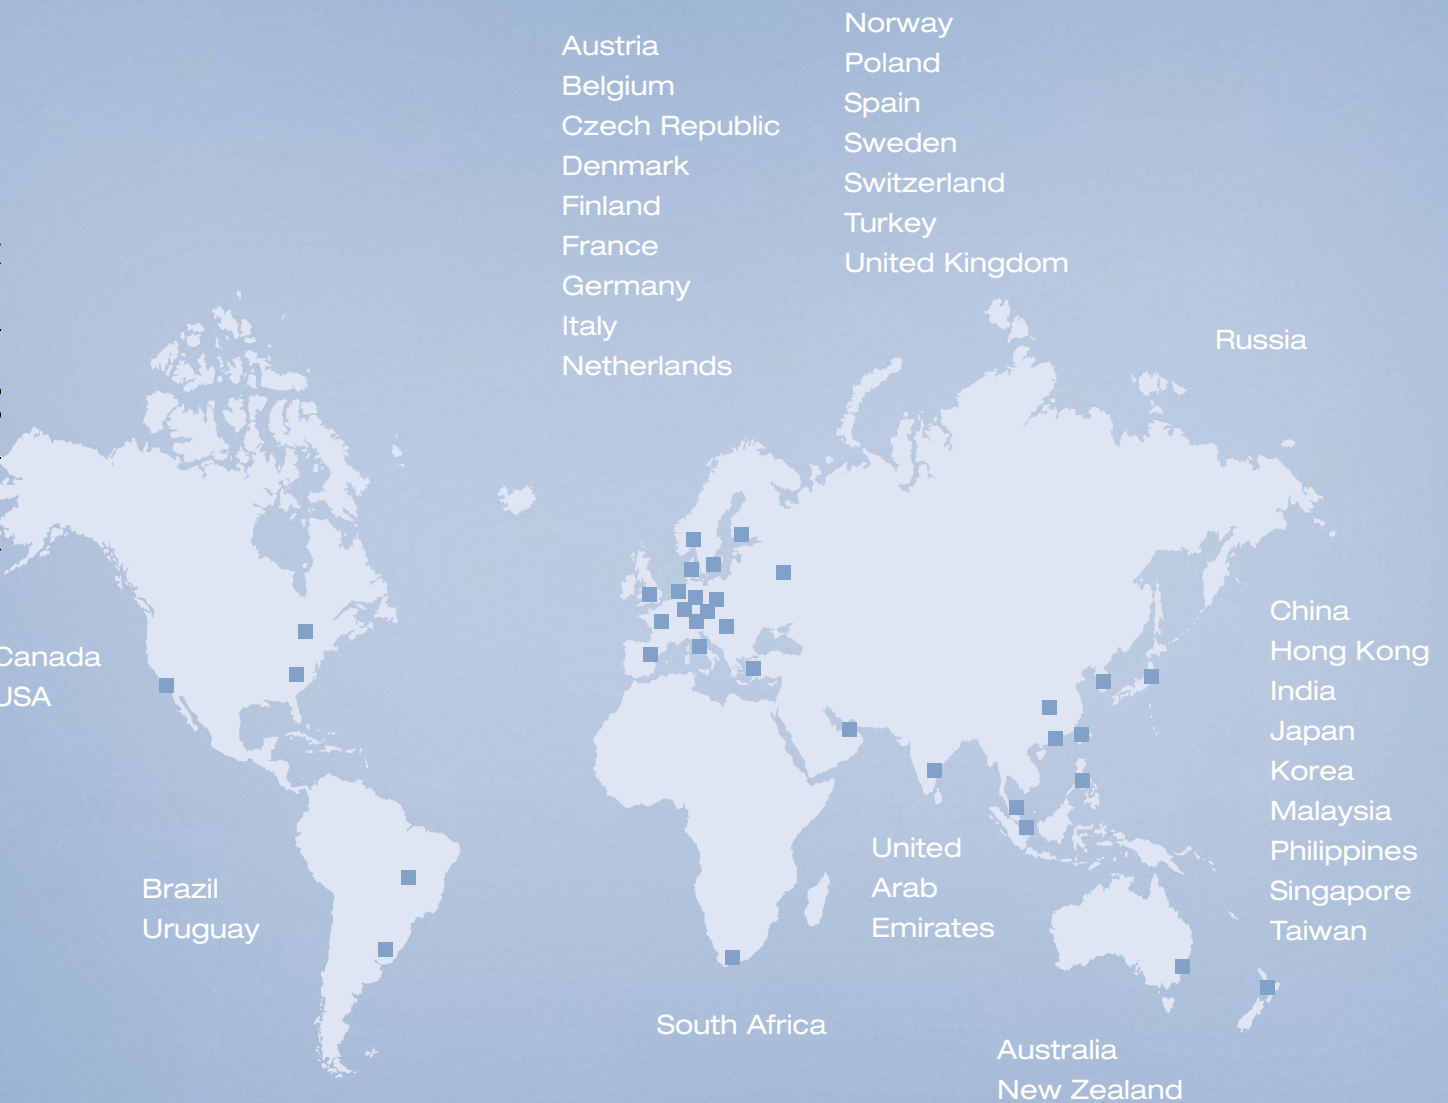 Austria
Belgium
Czech Republic
Denmark
Finland
France
Germany
Italy
Netherlands
Norway
Poland
Spain
Sweden
Switzerland
Turkey
United Kingdom
Russia
Canada
USA
China
Hong Kong
India
Japan
Korea
Malaysia
Philippines
Singapore
Taiwan
Brazil
Uruguay
United
Arab
Emirates
South Africa
Australia
New Zealand